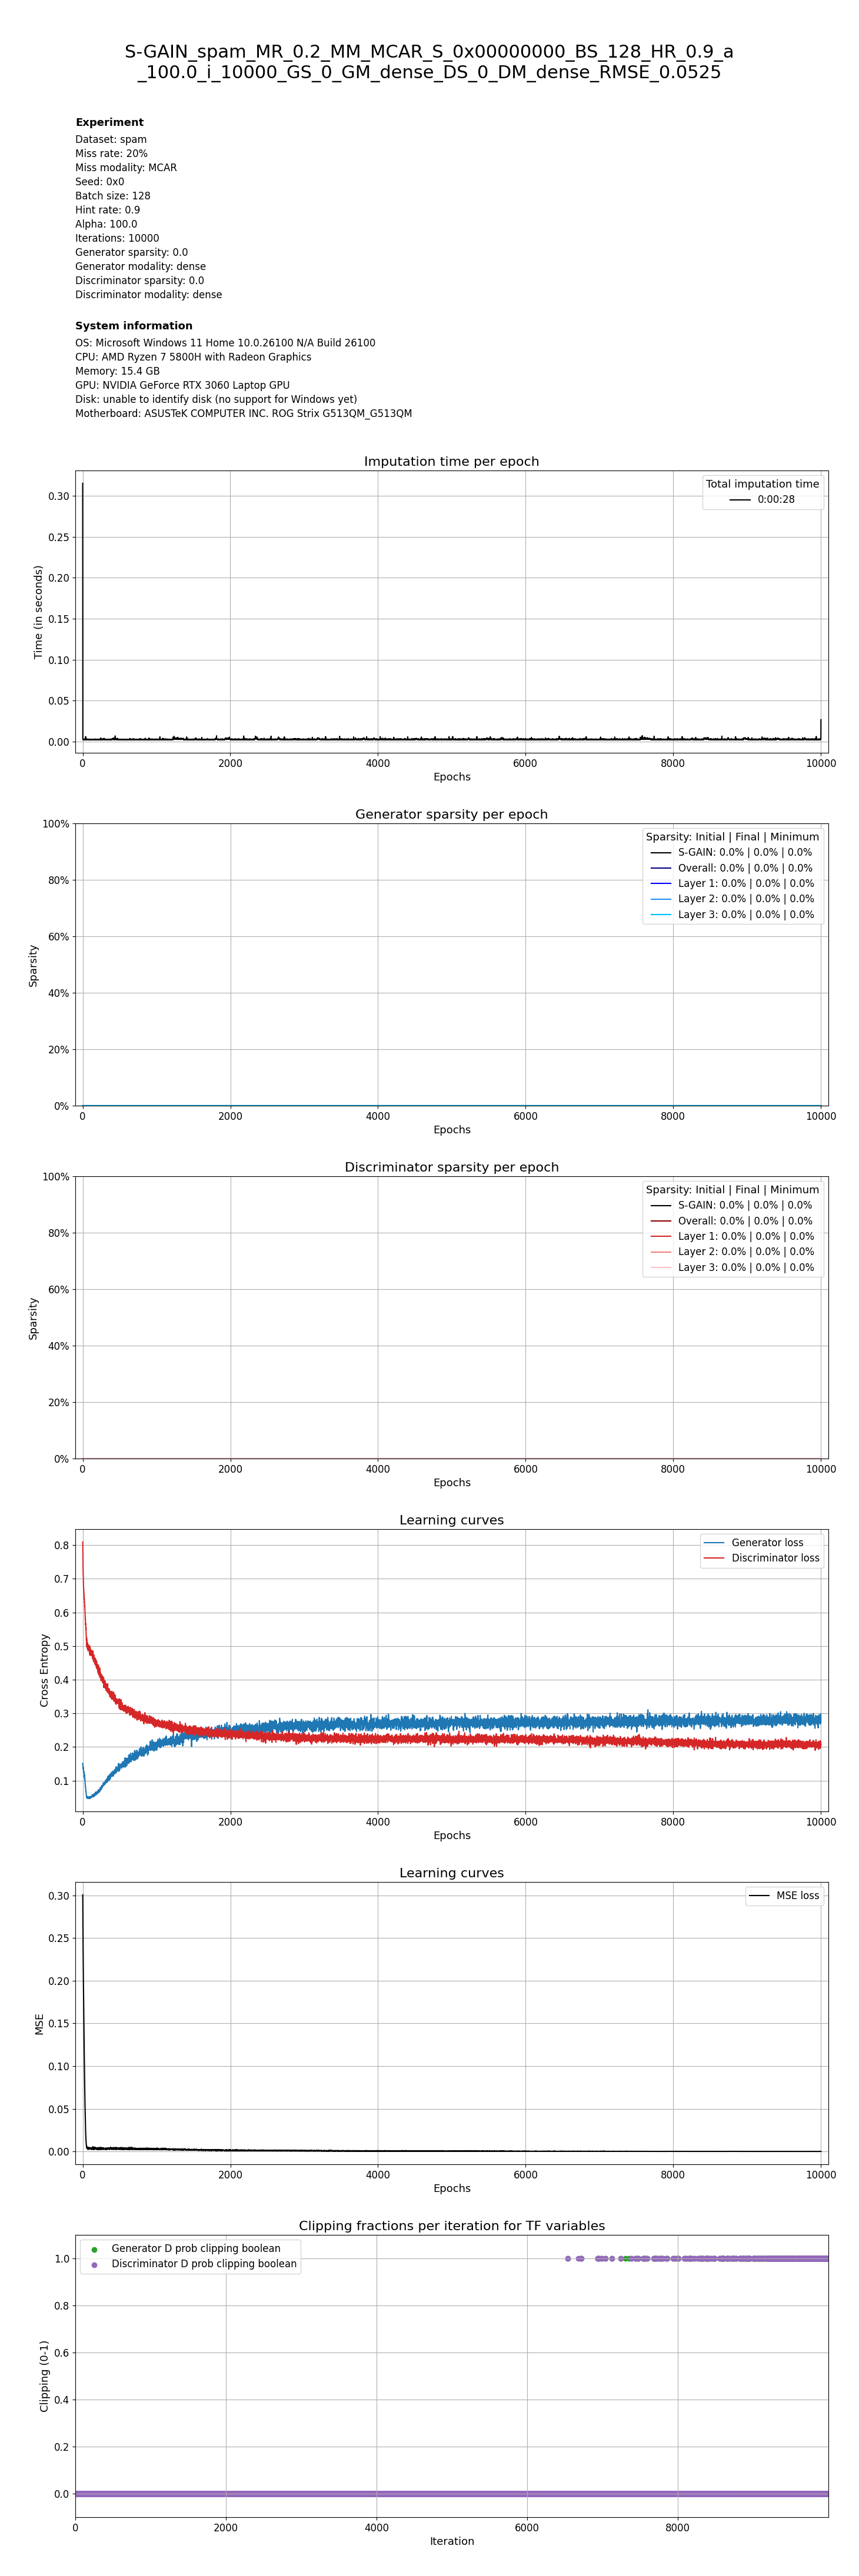 S-GAIN_spam_MR_0.2_MM_MCAR_S_0x00000000_BS_128_HR_0.9_a
_100.0_i_10000_GS_0_GM_dense_DS_0_DM_dense_RMSE_0.0525
Experiment
Dataset: spam
Miss rate: 20%
Miss modality: MCAR
Seed: 0x0
Batch size: 128
Hint rate: 0.9
Alpha: 100.0
Iterations: 10000
Generator sparsity: 0.0
Generator modality: dense
Discriminator sparsity: 0.0
Discriminator modality: dense
System information
OS: Microsoft Windows 11 Home 10.0.26100 N/A Build 26100
CPU: AMD Ryzen 7 5800H with Radeon Graphics
Memory: 15.4 GB
GPU: NVIDIA GeForce RTX 3060 Laptop GPU
Disk: unable to identify disk (no support for Windows yet)
Motherboard: ASUSTeK COMPUTER INC. ROG Strix G513QM_G513QM
Imputation time per epoch
Total imputation time
0:00:28
0.30
0.25
0.20
0.15
0.10
0.05
0.00
Time (in seconds)
0 2000 4000 6000 8000 10000
Epochs
Generator sparsity per epoch
Sparsity: Initial | Final | Minimum
S-GAIN: 0.0% | 0.0% | 0.0%
Overall: 0.0% | 0.0% | 0.0%
Layer 1: 0.0% | 0.0% | 0.0%
Layer 2: 0.0% | 0.0% | 0.0%
Layer 3: 0.0% | 0.0% | 0.0%
100%
80%
60%
40%
20%
0%
Sparsity
0 2000 4000 6000 8000 10000
Epochs
Discriminator sparsity per epoch
Sparsity: Initial | Final | Minimum
S-GAIN: 0.0% | 0.0% | 0.0%
Overall: 0.0% | 0.0% | 0.0%
Layer 1: 0.0% | 0.0% | 0.0%
Layer 2: 0.0% | 0.0% | 0.0%
Layer 3: 0.0% | 0.0% | 0.0%
100%
80%
60%
40%
20%
0%
Sparsity
0 2000 4000 6000 8000 10000
Epochs
Learning curves
Generator loss
Discriminator loss
0.8
0.7
0.6
0.5
0.4
0.3
0.2
0.1
Cross Entropy
0 2000 4000 6000 8000 10000
Epochs
Learning curves
MSE loss
0.30
0.25
0.20
0.15
0.10
0.05
0.00
MSE
0 2000 4000 6000 8000 10000
Epochs
Clipping fractions per iteration for TF variables
Generator D prob clipping boolean
Discriminator D prob clipping boolean
1.0
0.8
0.6
0.4
0.2
0.0
Clipping (0-1)
0 2000 4000 6000 8000
Iteration